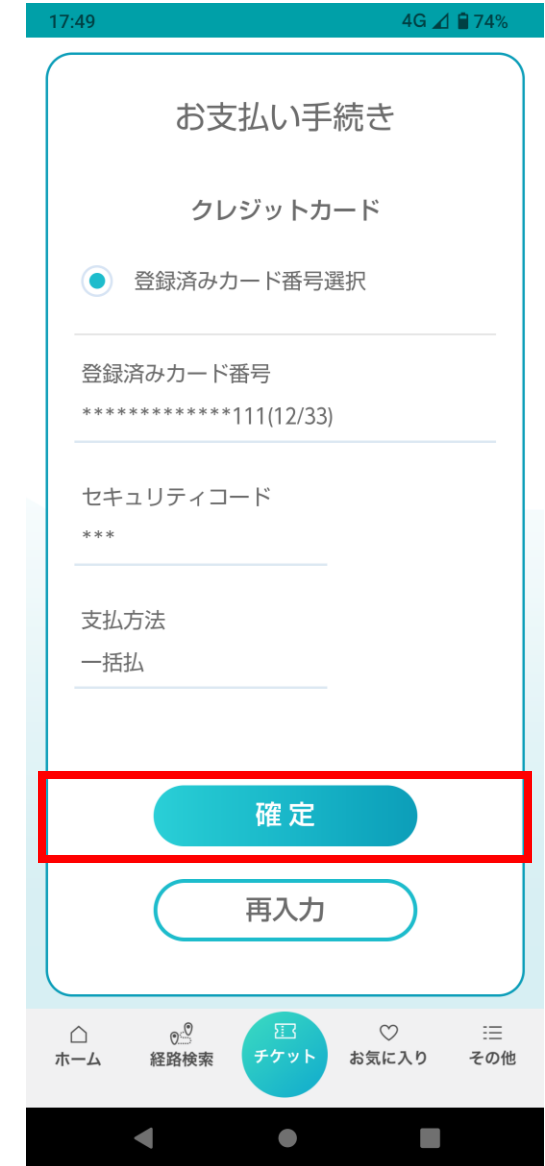 17:49 4G 74%
お支払い手続き
クレジットカード
登録済みカード番号選択
登録済みカード番号
*************111(12/33)
セキュリティコード
***
支払方法
一括払
確定
再入力
ホーム 経路検索 チケット お気に入り その他